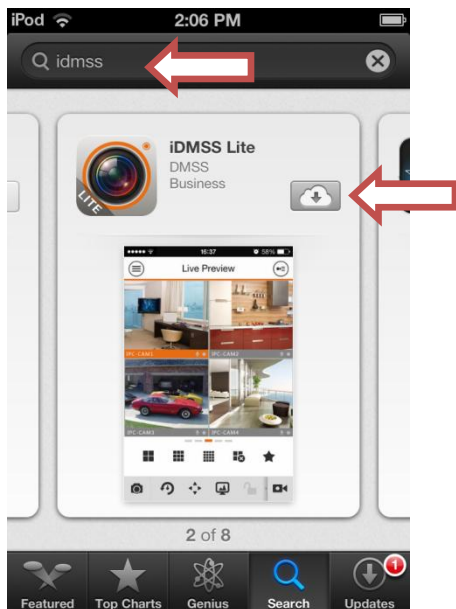 iPod 2:06 PM
idmss
iDMSS Lite
DMSS
Business
LITE
16:37 58%
Live Preview
IPC-CAM1 IPC-CAM2
IPC-CAM3 IPC-CAM4
2 of 8
1
Featured Top Charts Genius Search Updates